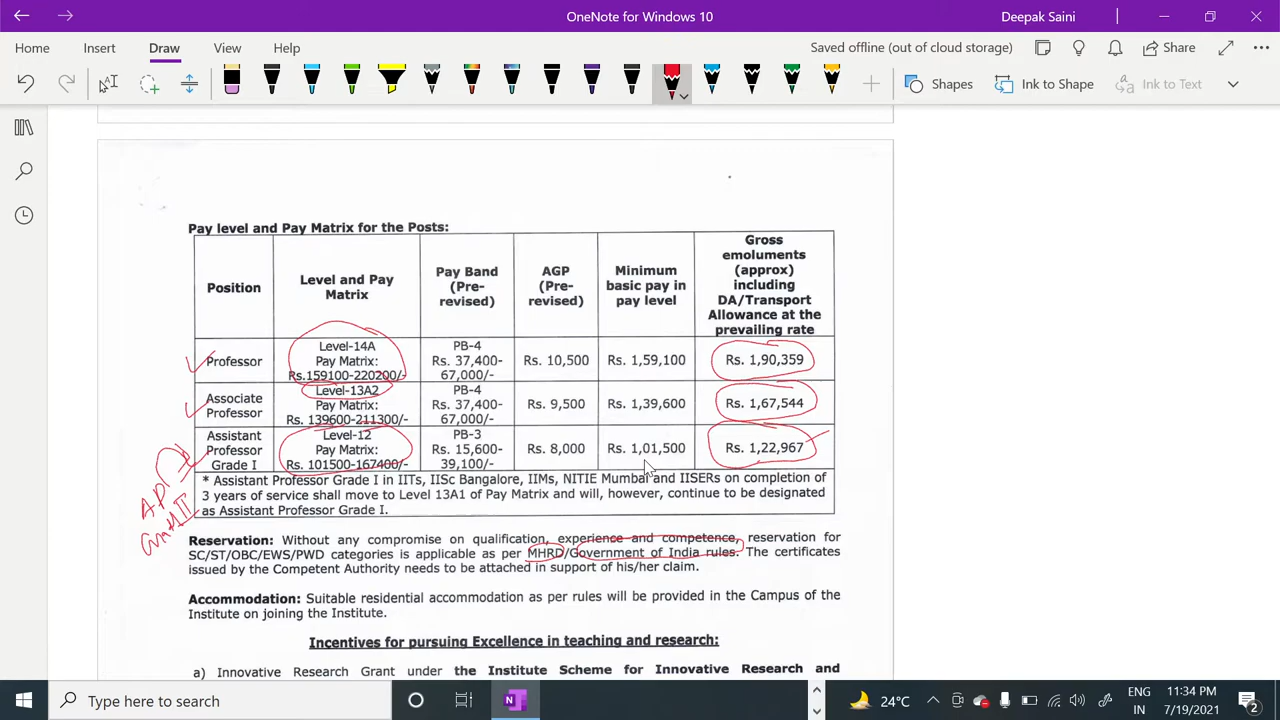 OneNote for Windows 10
Deepak Saini
Home Insert Draw View Help
Saved offline (out of cloud storage)
Share
Shapes
Ink to Shape
Ink to Text
Pay level and Pay Matrix for the Posts:
Position
Level and Pay
Matrix
Pay Band
(Pre-
revised)
AGP
(Pre-
revised)
Minimum
basic pay in
pay level
Gross
emoluments
(approx)
including
DA/Transport
Allowance at the
prevailing rate
Professor
Level-14A
Pay Matrix:
Rs.159100-220200/-
PB-4
Rs. 37,400-
67,000/-
Rs. 10,500
Rs. 1,59,100
Rs. 1,90,359
Associate
Professor
Level-13A2
Pay Matrix:
Rs. 139600-211300/-
PB-4
Rs. 37,400-
67,000/-
Rs. 9,500
Rs. 1,39,600
Rs. 1,67,544
Assistant
Professor
Grade I
Level-12
Pay Matrix:
Rs. 101500-167400/-
PB-3
Rs. 15,600-
39,100/-
Rs. 8,000
Rs. 1,01,500
Rs. 1,22,967
* Assistant Professor Grade I in IITs, IISc Bangalore, IIMs, NITIE Mumbai and IISERs on completion of
3 years of service shall move to Level 13A1 of Pay Matrix and will, however, continue to be designated
as Assistant Professor Grade I.
Grade II
Reservation: Without any compromise on qualification, experience and competence, reservation for
SC/ST/OBC/EWS/PWD categories is applicable as per MHRD/Government of India rules. The certificates
issued by the Competent Authority needs to be attached in support of his/her claim.
Accommodation: Suitable residential accommodation as per rules will be provided in the Campus of the
Institute on joining the Institute.
Incentives for pursuing Excellence in teaching and research:
a) Innovative Research Grant under the Institute Scheme for Innovative Research and
Type here to search
24°C
ENG
IN
11:34 PM
7/19/2021
2